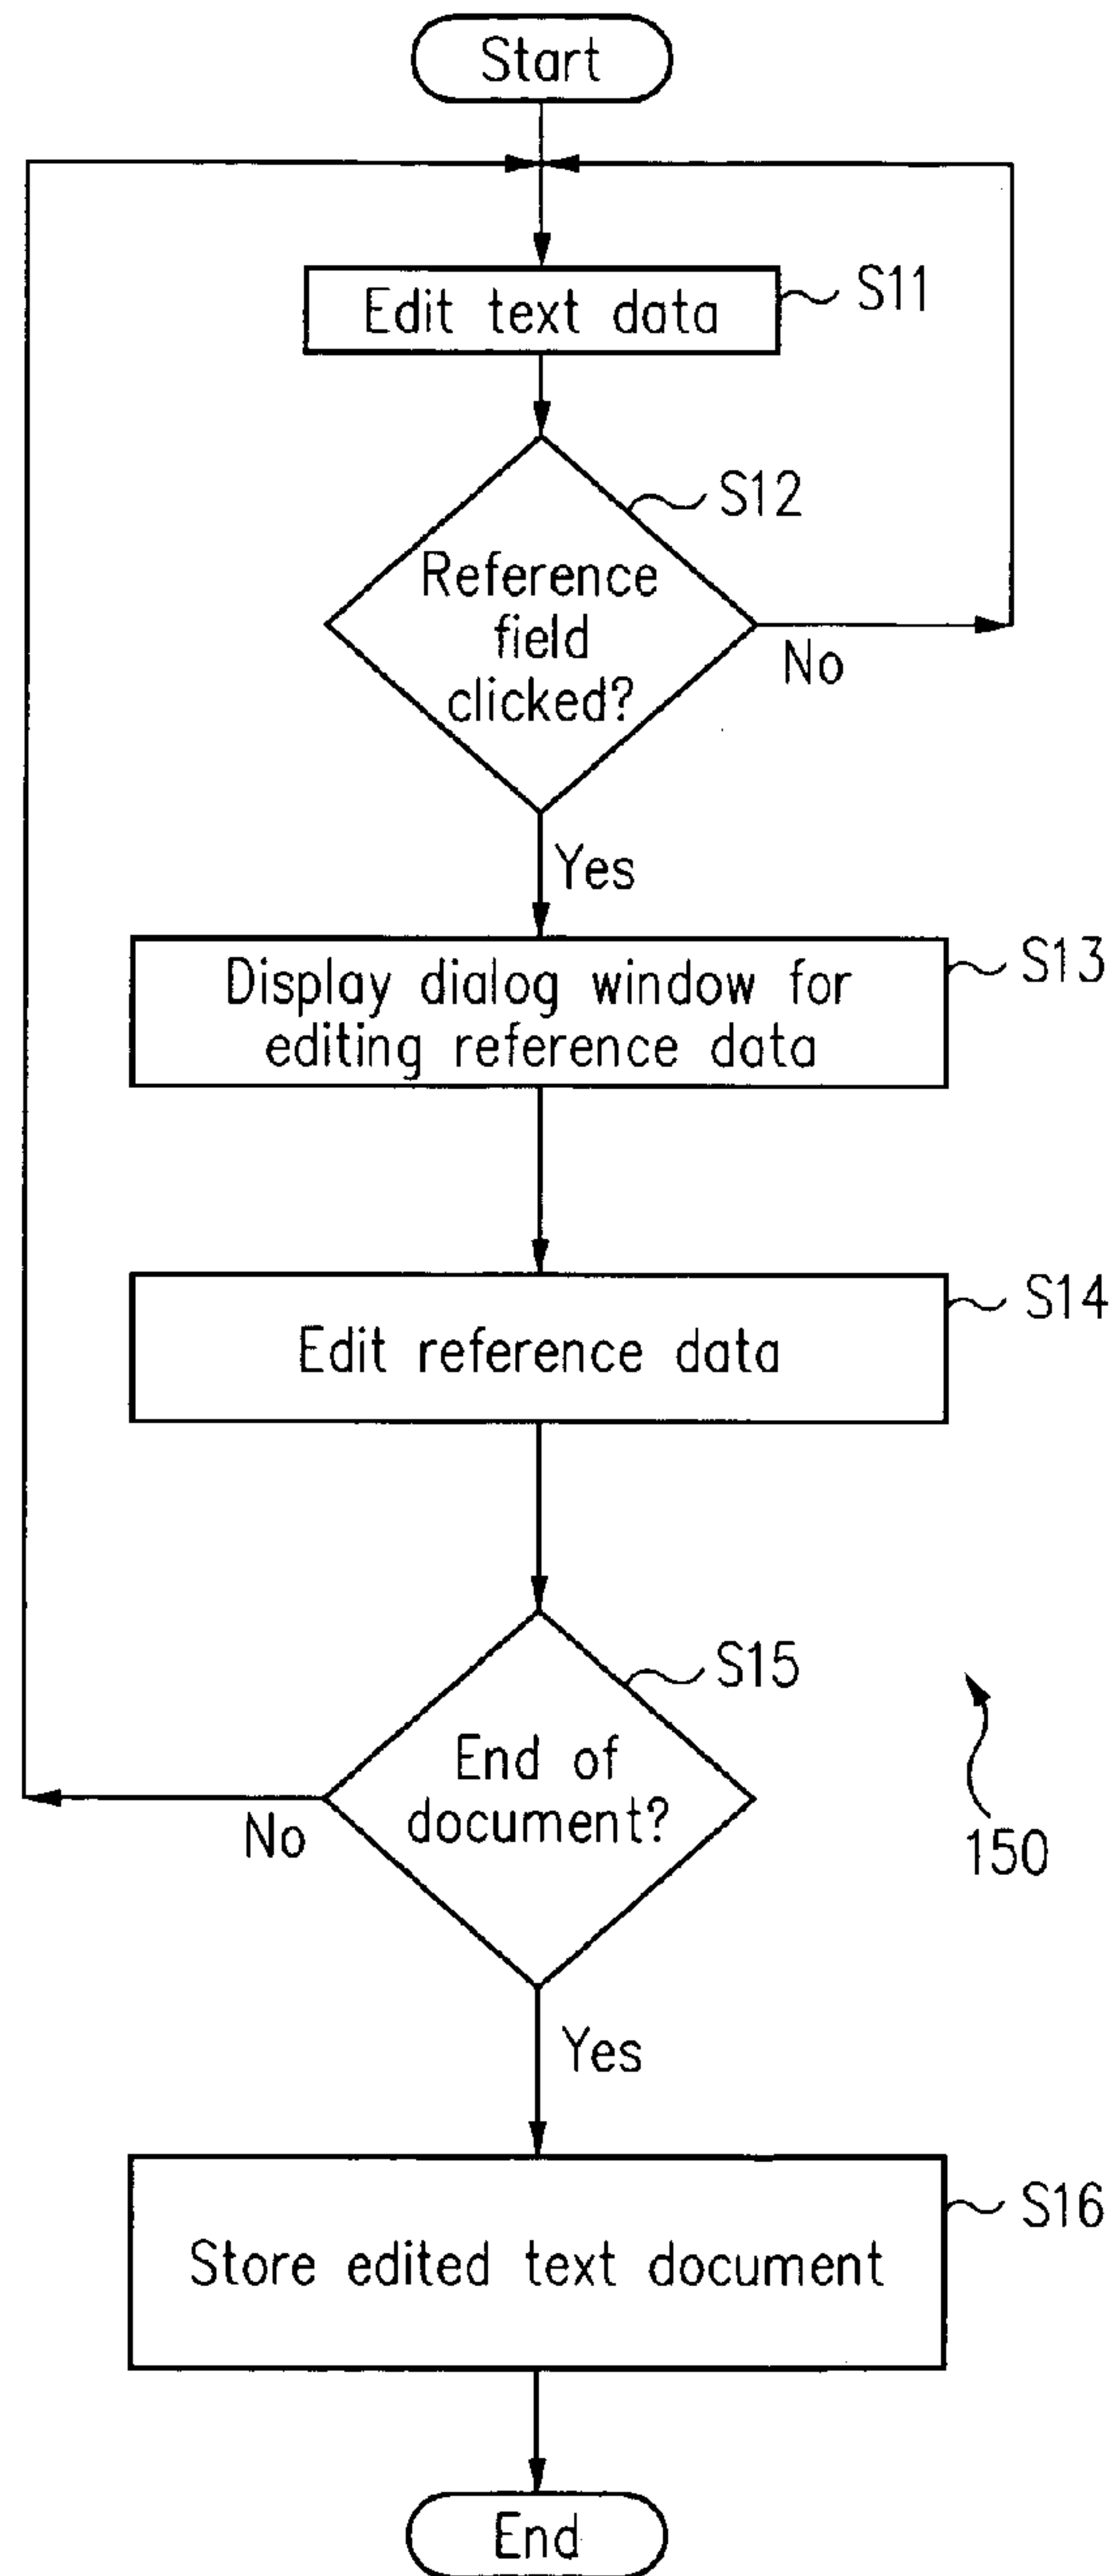 Start
Edit text data
S11
S12
Reference
field
clicked?
No
Yes
Display dialog window for
editing reference data
S13
Edit reference data
S14
S15
End of
document?
No
150
Yes
Store edited text document
S16
End